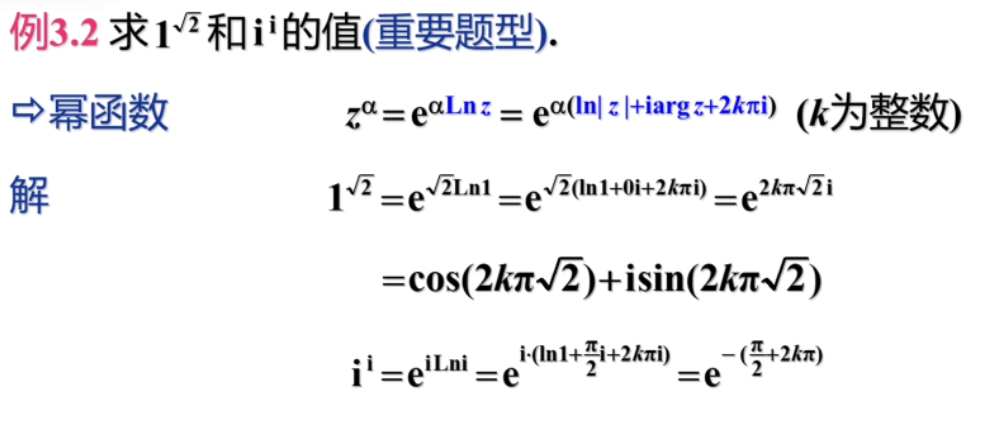 例3.2 求1^√2和i^i的值(重要题型).
⇨幂函数 z^α=e^(αLn z) = e^(α(ln| z |+iarg z+2kπi)) (k为整数)
解 1^√2=e^(√2Ln1)=e^(√2(ln1+0i+2kπi))=e^(2kπ√2i)
=cos(2kπ√2)+isin(2kπ√2)
i^i=e^(iLni)=e^(i·(ln1+π/2i+2kπi))=e^(−(π/2+2kπ))